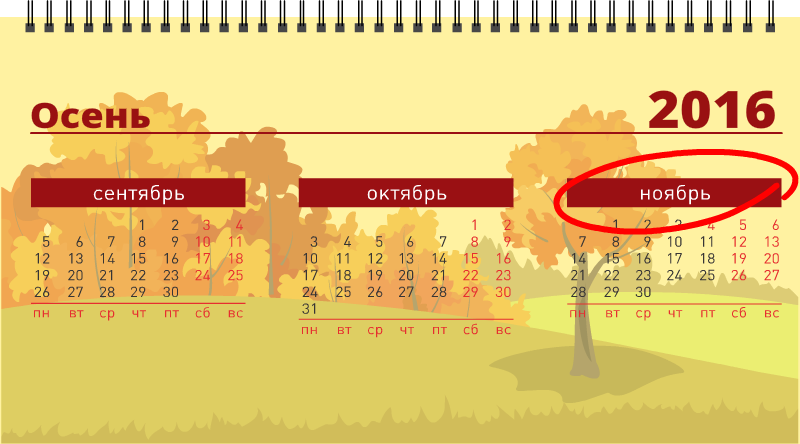 Осень
2016
сентябрь
1 2 3 4
5 6 7 8 9 10 11
12 13 14 15 16 17 18
19 20 21 22 23 24 25
26 27 28 29 30
пн вт ср чт пт сб вс
октябрь
1 2
3 4 5 6 7 8 9
10 11 12 13 14 15 16
17 18 19 20 21 22 23
24 25 26 27 28 29 30
31
пн вт ср чт пт сб вс
ноябрь
1 2 3 4 5 6
7 8 9 10 11 12 13
14 15 16 17 18 19 20
21 22 23 24 25 26 27
28 29 30
пн вт ср чт пт сб вс